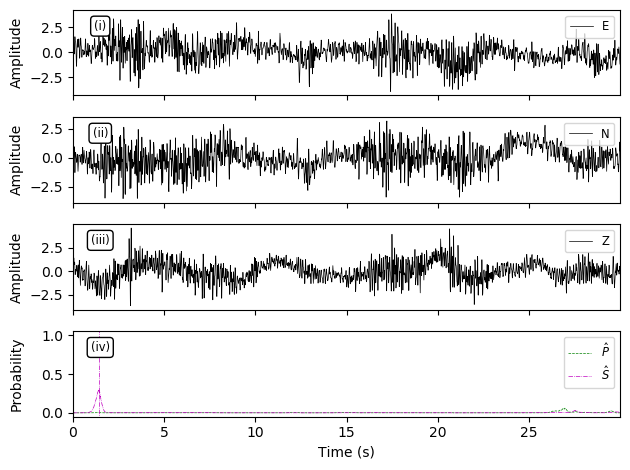 Amplitude
2.5
0.0
−2.5
(i)
E
Amplitude
2.5
0.0
−2.5
(ii)
N
Amplitude
2.5
0.0
−2.5
(iii)
Z
Probability
1.0
0.5
0.0
(iv)
P̂
Ŝ
0 5 10 15 20 25
Time (s)